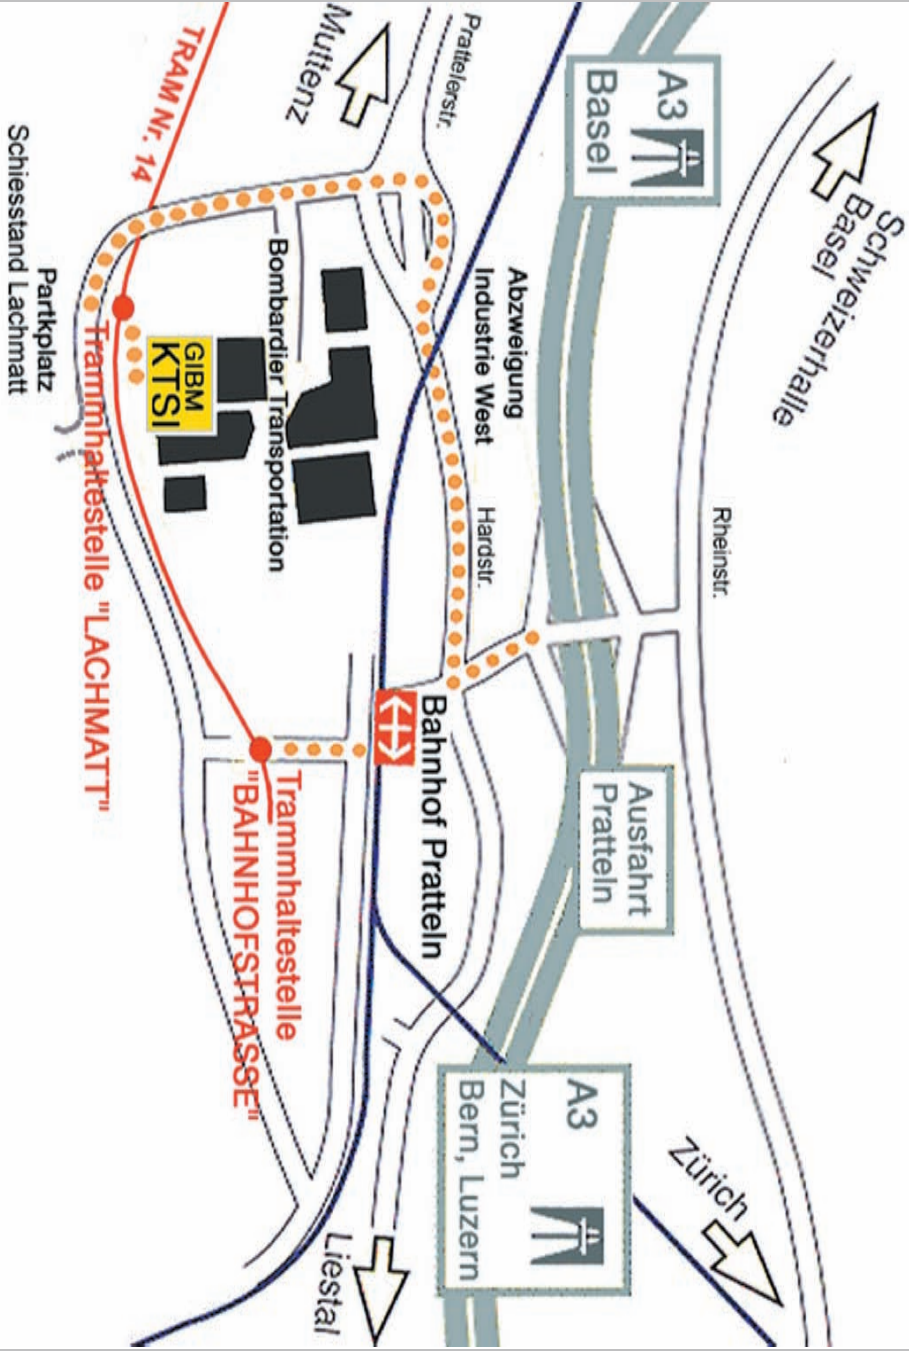 Schweizerhalle
Basel
A3
Basel
Rheinstr.
Ausfahrt
Pratteln
A3
Zürich
Bern, Luzern
Zürich
Prattelerstr.
Muttenz
Abzweigung
Industrie West
Hardstr.
Bahnhof Pratteln
Liestal
Bombardier Transportation
TRAM Nr. 14
GIBM
KTSI
Trammhaltestelle
"BAHNHOFSTRASSE"
Trammhaltestelle "LACHMATT"
Partkplatz
Schiesstand Lachmatt